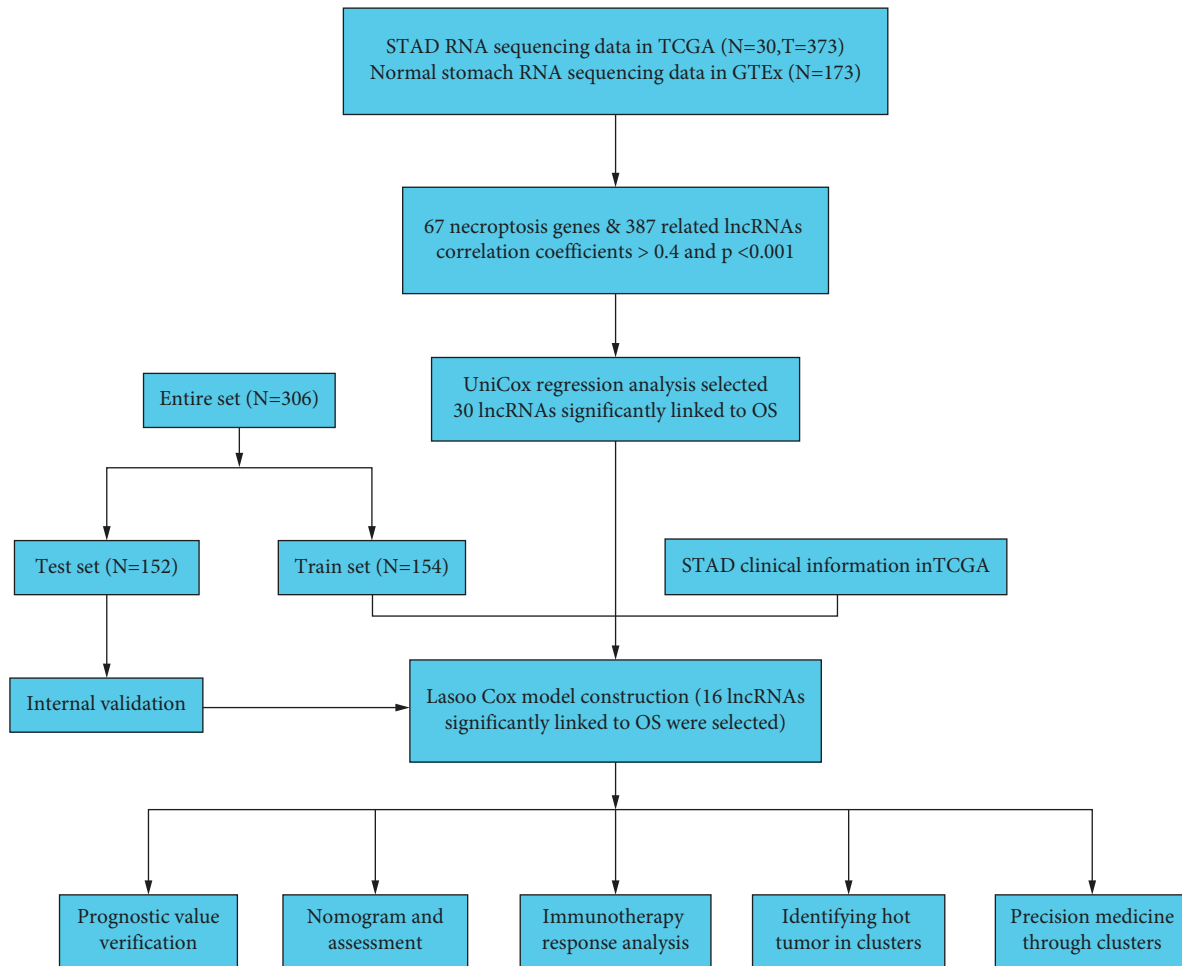 STAD RNA sequencing data in TCGA (N=30,T=373)
Normal stomach RNA sequencing data in GTEx (N=173)
67 necroptosis genes & 387 related lncRNAs
correlation coefficients > 0.4 and p <0.001
UniCox regression analysis selected
30 lncRNAs significantly linked to OS
Entire set (N=306)
Test set (N=152)
Train set (N=154)
STAD clinical information inTCGA
Internal validation
Lasoo Cox model construction (16 lncRNAs
significantly linked to OS were selected)
Prognostic value
verification
Nomogram and
assessment
Immunotherapy
response analysis
Identifying hot
tumor in clusters
Precision medicine
through clusters